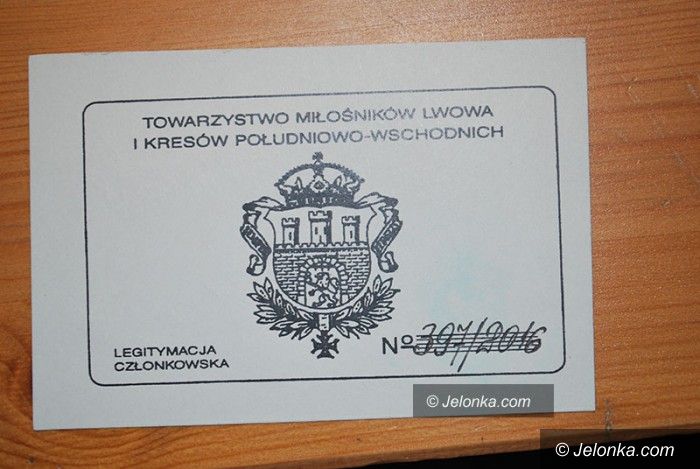 TOWARZYSTWO MIŁOŚNIKÓW LWOWA
I KRESÓW POŁUDNIOWO-WSCHODNICH
LEGITYMACJA
CZŁONKOWSKA
Nº 397/2016
© Jelonka.com
© Jelonka.com